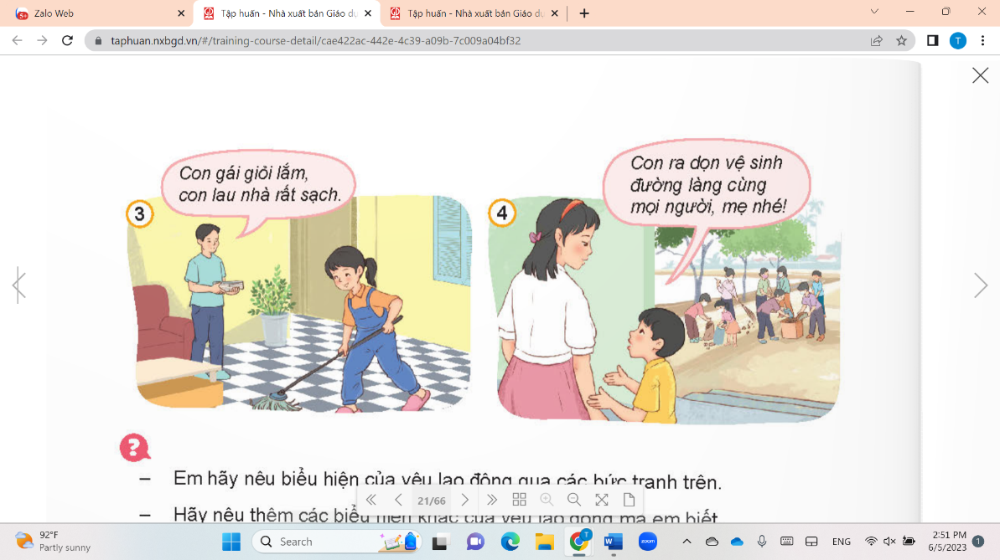 Zalo Web
Tập huấn - Nhà xuất bản Giáo dụ
Tập huấn - Nhà xuất bản Giáo dụ
taphuan.nxbgd.vn/#/training-course-detail/cae422ac-442e-4c39-a09b-7c009a04bf32
T
Con gái giỏi lắm,
con lau nhà rất sạch.
3
Con ra dọn vệ sinh
đường làng cùng
mọi người, mẹ nhé!
4
?
– Em hãy nêu biểu hiện của yêu lao động qua các bức tranh trên.
– Hãy nêu thêm các biểu hiện khác của yêu lao động mà em biết.
21/66
92°F
Partly sunny
Search
T
W
zoom
ENG
2:51 PM
6/5/2023
1